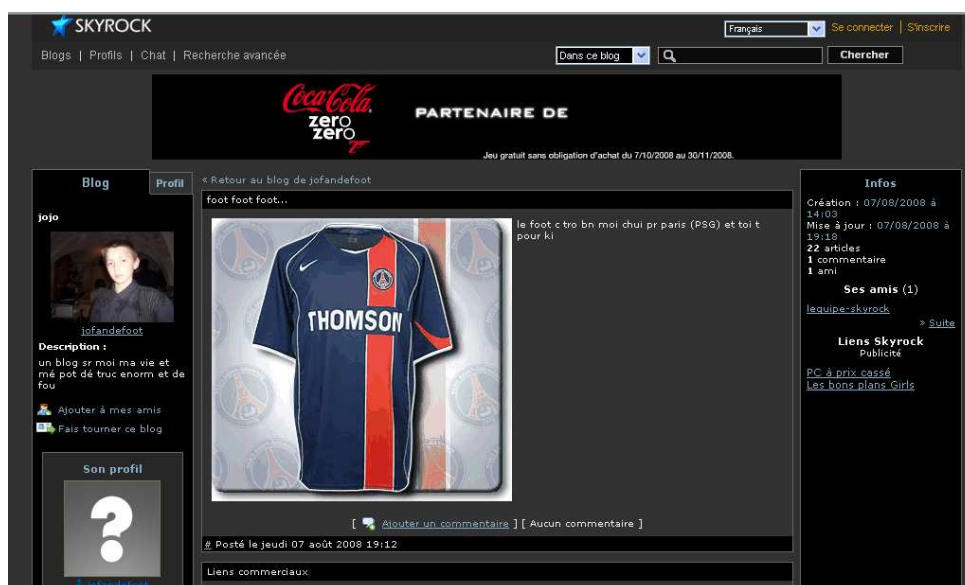 SKYROCK
Français
Se connecter | S'inscrire
Blogs | Profils | Chat | Recherche avancée
Dans ce blog
Chercher
Coca-Cola
zero
zero
PARTENAIRE DE
Jeu gratuit sans obligation d'achat du 7/10/2008 au 30/11/2008.
Blog
Profil
jojo
jofandefoot
Description :
un blog sr moi ma vie et
mé pot dé truc enorm et de
fou
Ajouter à mes amis
Fais tourner ce blog
Son profil
jofandefoot
« Retour au blog de jofandefoot
foot foot foot...
THOMSON
le foot c tro bn moi chui pr paris (PSG) et toi t
pour ki
[ Ajouter un commentaire ] [ Aucun commentaire ]
# Posté le jeudi 07 août 2008 19:12
Liens commerciaux
Infos
Création : 07/08/2008 à
14:03
Mise à jour : 07/08/2008 à
19:18
22 articles
1 commentaire
1 ami
Ses amis (1)
lequipe-skyrock
» Suite
Liens Skyrock
Publicité
PC à prix cassé
Les bons plans Girls